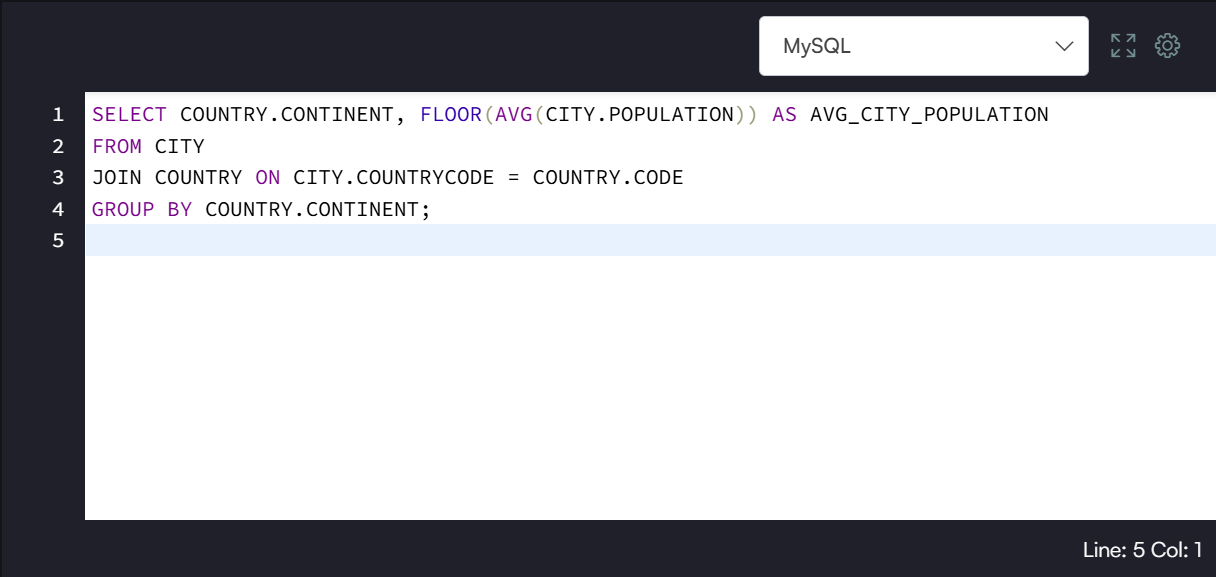 MySQL
1 SELECT COUNTRY.CONTINENT, FLOOR(AVG(CITY.POPULATION)) AS AVG_CITY_POPULATION
2 FROM CITY
3 JOIN COUNTRY ON CITY.COUNTRYCODE = COUNTRY.CODE
4 GROUP BY COUNTRY.CONTINENT;
5
Line: 5 Col: 1